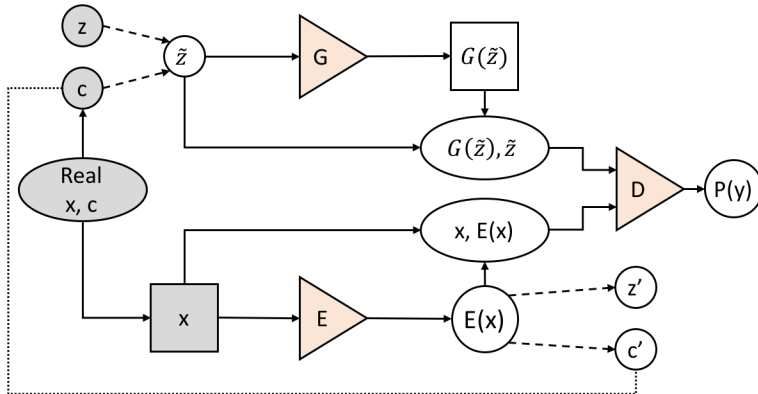 z
z̃
G
G(z̃)
c
G(z̃), z̃
Real
x, c
D
P(y)
x, E(x)
z'
x
E
E(x)
c'